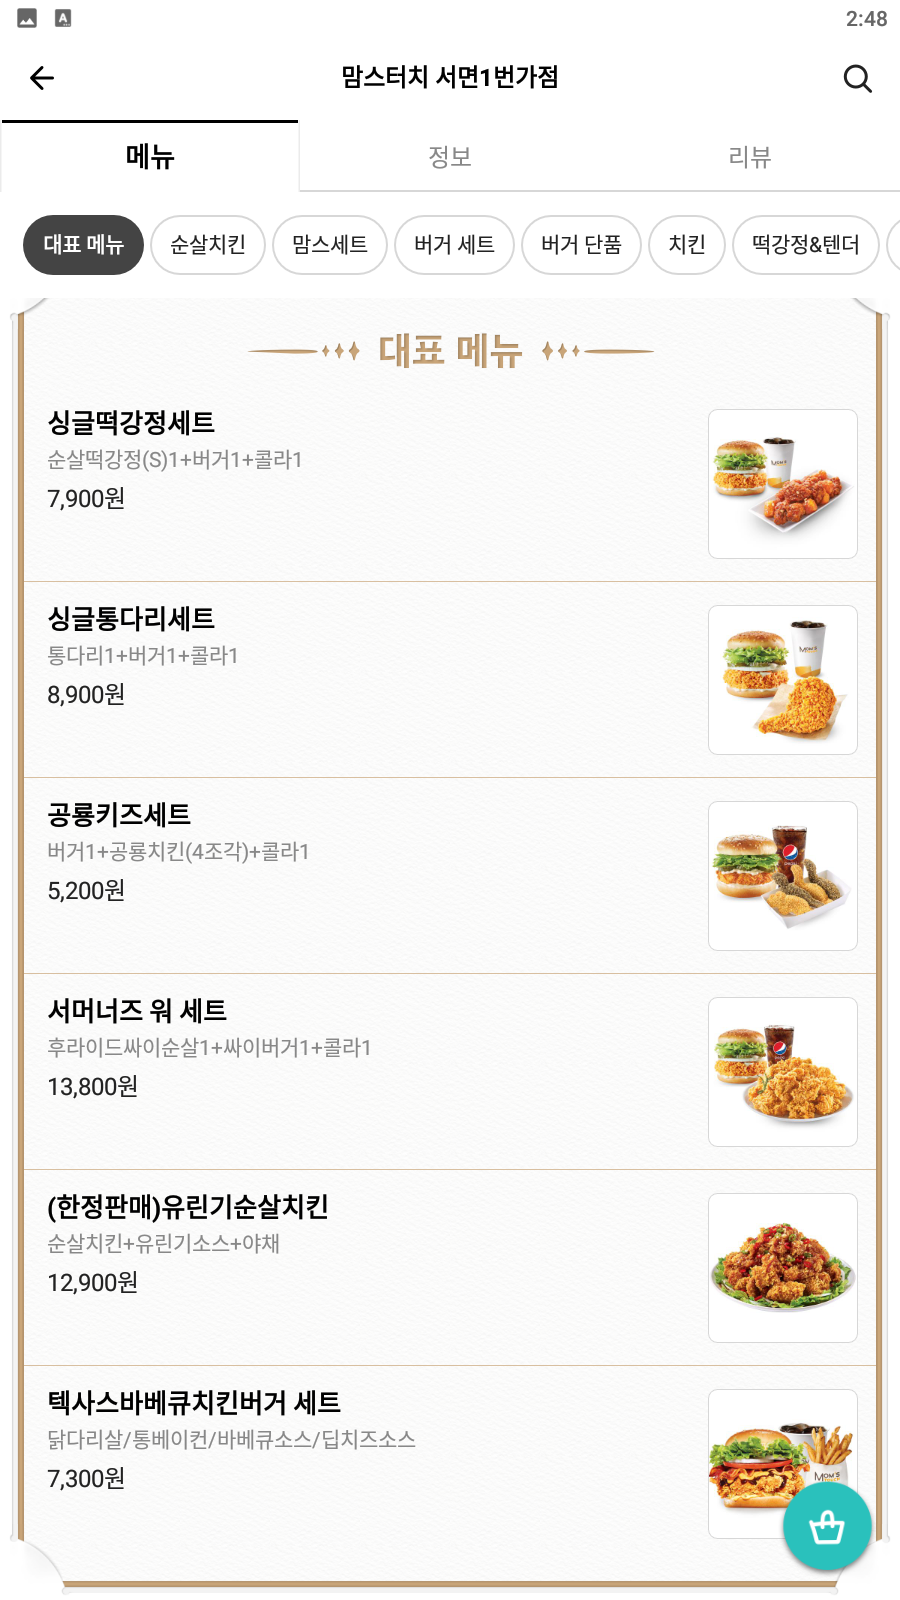 2:48
맘스터치 서면1번가점
메뉴 정보 리뷰
대표 메뉴 순살치킨 맘스세트 버거 세트 버거 단품 치킨 떡강정&텐더
대표 메뉴
싱글떡강정세트
순살떡강정(S)1+버거1+콜라1
7,900원
싱글통다리세트
통다리1+버거1+콜라1
8,900원
공룡키즈세트
버거1+공룡치킨(4조각)+콜라1
5,200원
서머너즈 워 세트
후라이드싸이순살1+싸이버거1+콜라1
13,800원
(한정판매)유린기순살치킨
순살치킨+유린기소스+야채
12,900원
텍사스바베큐치킨버거 세트
닭다리살/통베이컨/바베큐소스/딥치즈소스
7,300원
MOM'S